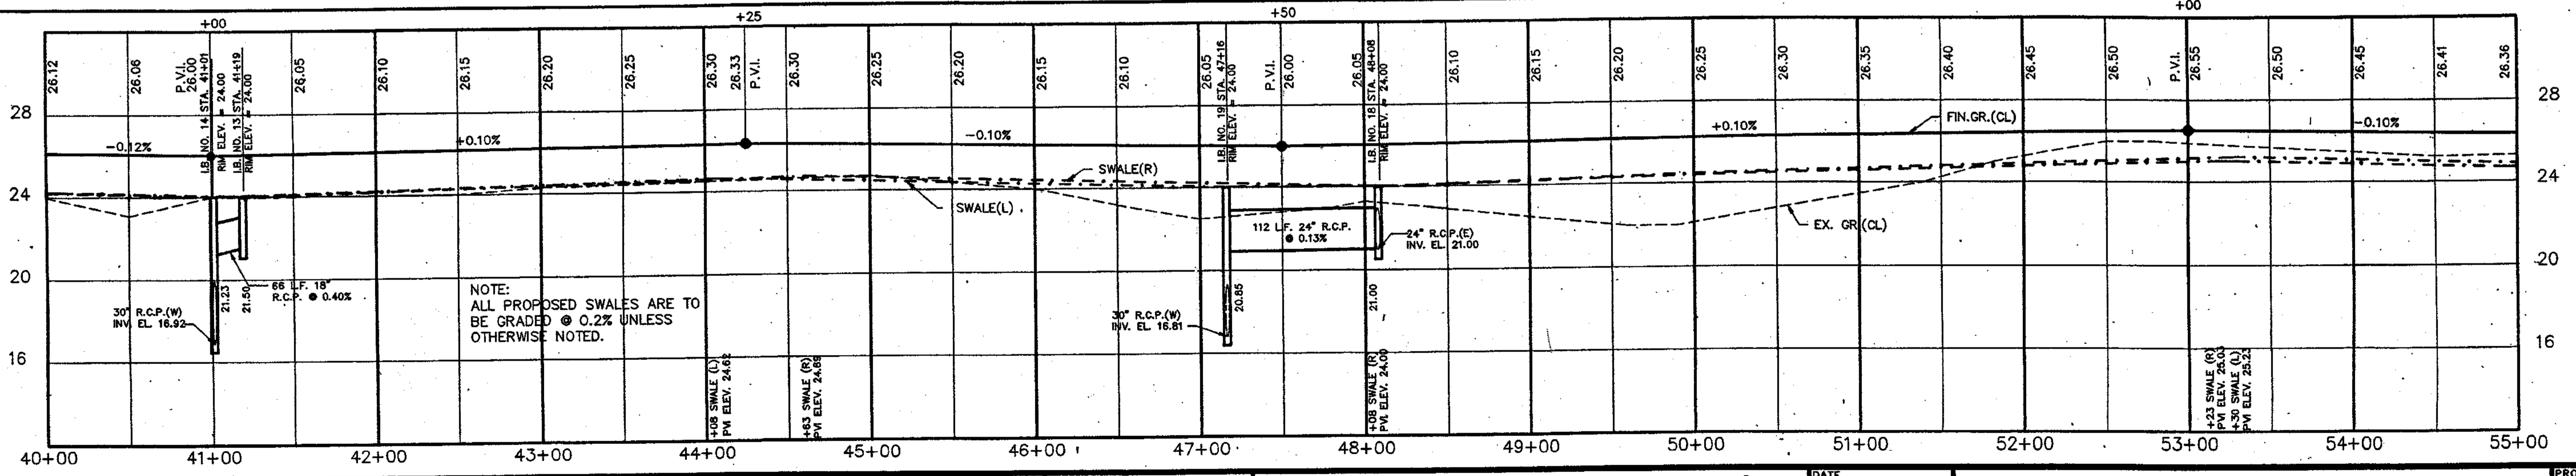 +00
+25
+50
+00
26.12
26.06
P.V.I.
26.00
I.B. NO. 14 STA. 41+01
RIM ELEV. = 24.00
I.B. NO. 13 STA. 41+19
RIM ELEV. = 24.00
26.05
26.10
26.15
26.20
26.25
26.30
26.33
P.V.I.
26.30
26.25
26.20
26.15
26.10
26.05
I.B. NO. 19 STA. 47+16
RIM ELEV. = 24.00
P.V.I.
26.00
26.05
I.B. NO. 18 STA. 48+08
RIM ELEV. = 24.00
26.10
26.15
26.20
26.25
26.30
26.35
26.40
26.50
P.V.I.
26.55
26.50
26.45
26.41
26.36
28
28
-0.12%
+0.10%
-0.10%
+0.10%
FIN.GR.(CL)
-0.10%
24
24
SWALE(R)
SWALE(L)
112 L.F. 24" R.C.P.
@ 0.13%
24" R.C.P.(E)
INV. EL. 21.00
EX. GR.(CL)
20
20
21.23
21.50
66 L.F. 18"
R.C.P. @ 0.40%
30" R.C.P.(W)
INV. EL. 16.92
NOTE:
ALL PROPOSED SWALES ARE TO
BE GRADED @ 0.2% UNLESS
OTHERWISE NOTED.
20.85
30" R.C.P.(W)
INV. EL. 16.81
21.00
16
16
+08 SWALE (L)
PVI ELEV. 24.62
+63 SWALE (R)
PVI ELEV. 24.89
+08 SWALE (R)
PVI ELEV. 24.00
+23 SWALE (R)
PVI ELEV. 25.03
+30 SWALE (L)
PVI ELEV. 25.23
40+00
41+00
42+00
43+00
44+00
45+00
46+00
47+00
48+00
49+00
50+00
51+00
52+00
53+00
54+00
55+00
DATE